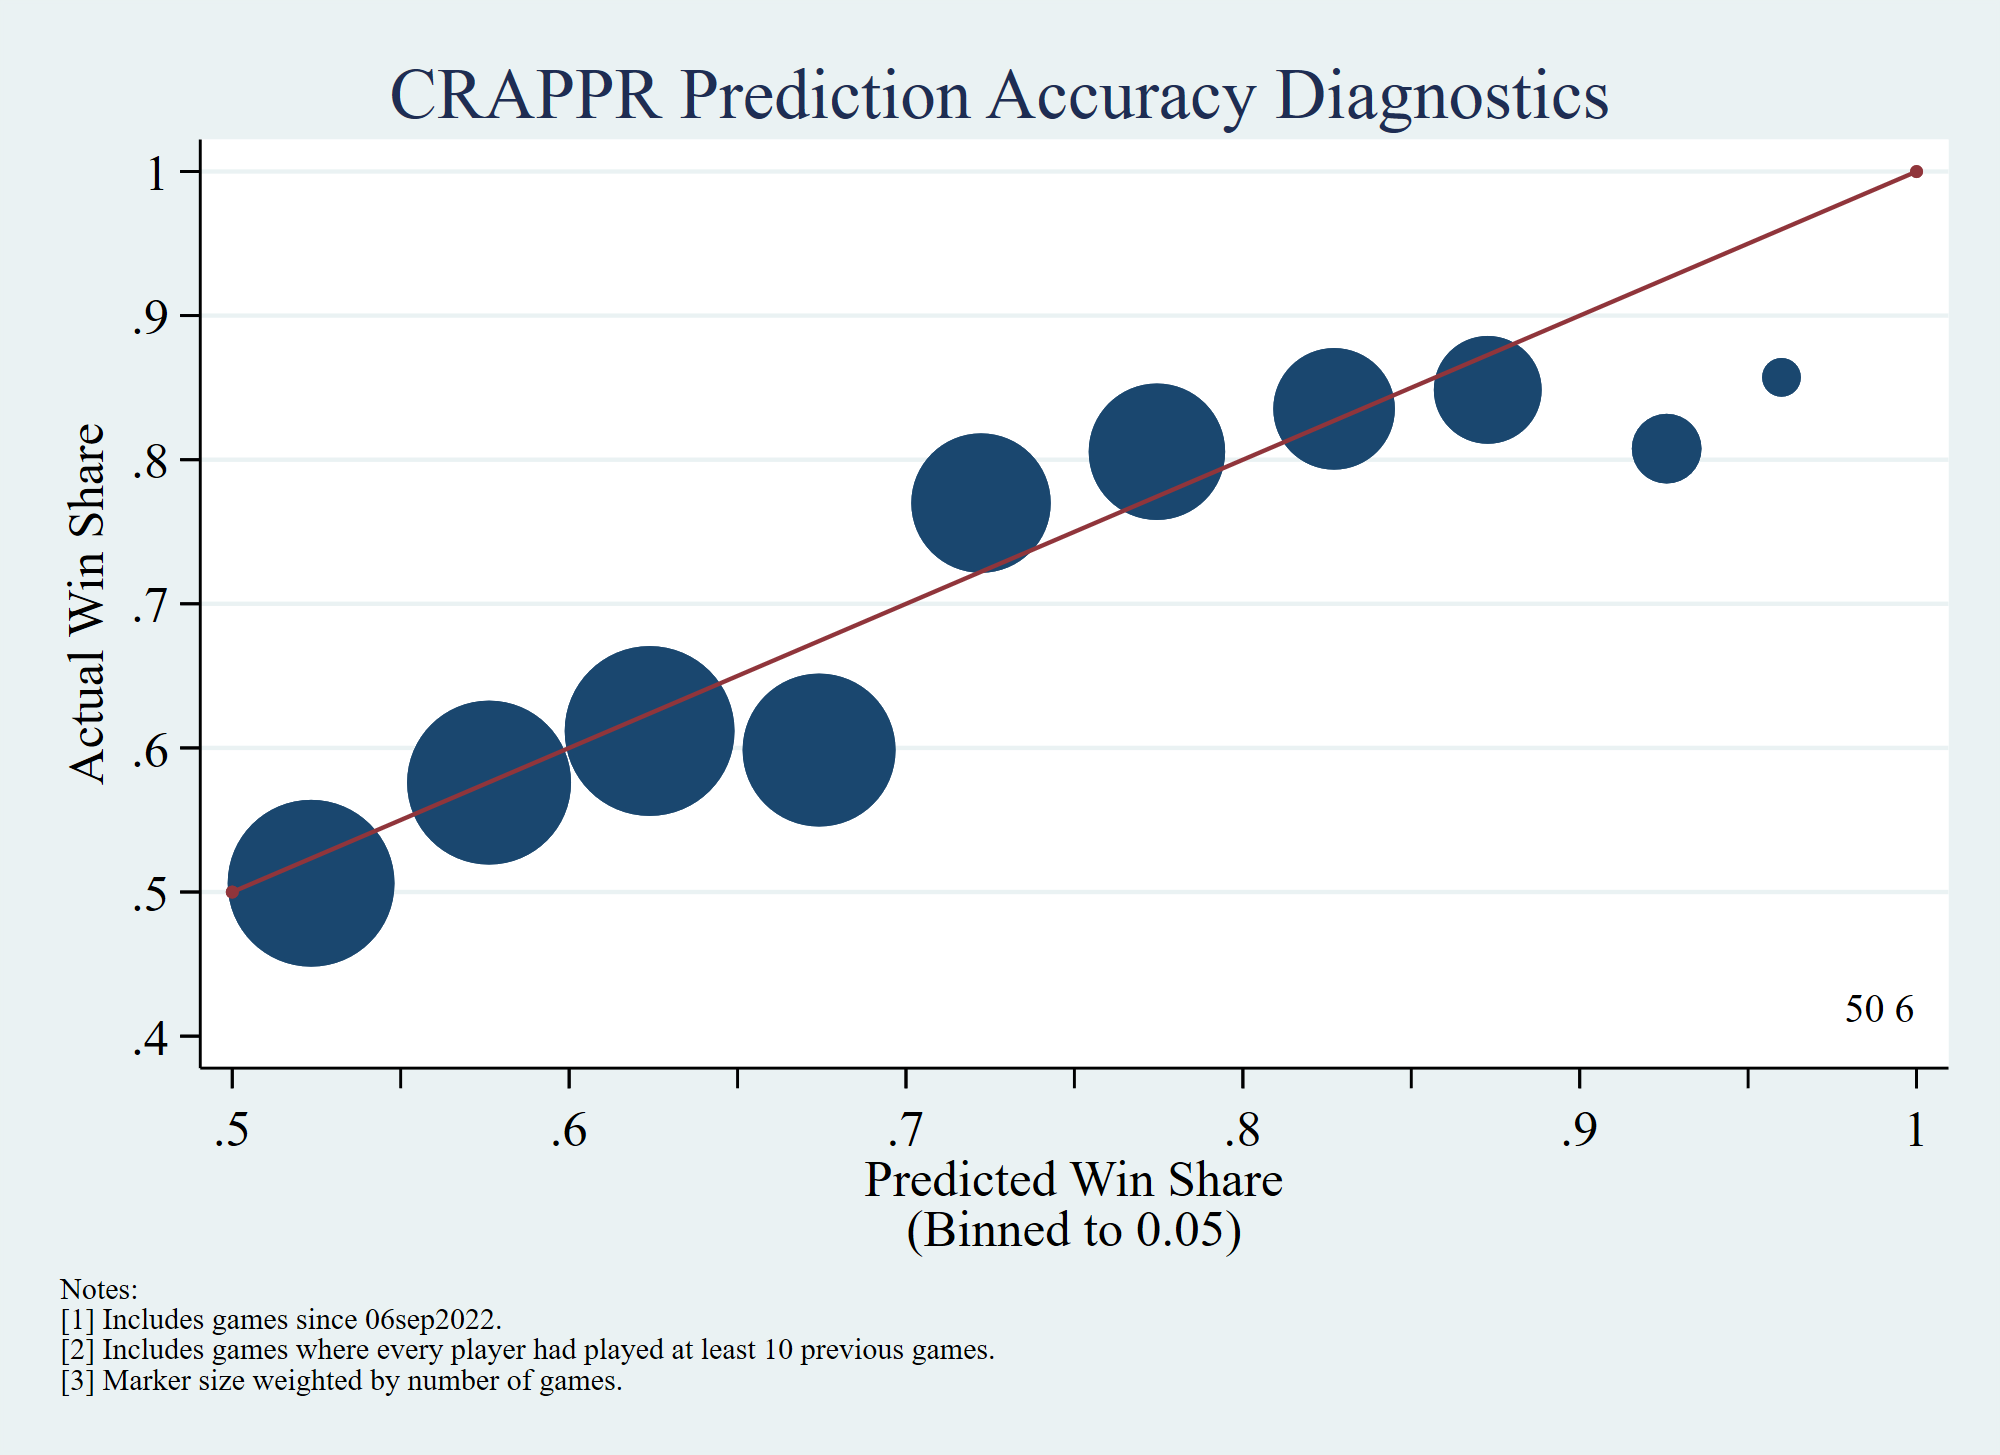 CRAPPR Prediction Accuracy Diagnostics
1
.9
.8
.7
.6
.5
.4
Actual Win Share
50 6
.5 .6 .7 .8 .9 1
Predicted Win Share
(Binned to 0.05)
Notes:
[1] Includes games since 06sep2022.
[2] Includes games where every player had played at least 10 previous games.
[3] Marker size weighted by number of games.